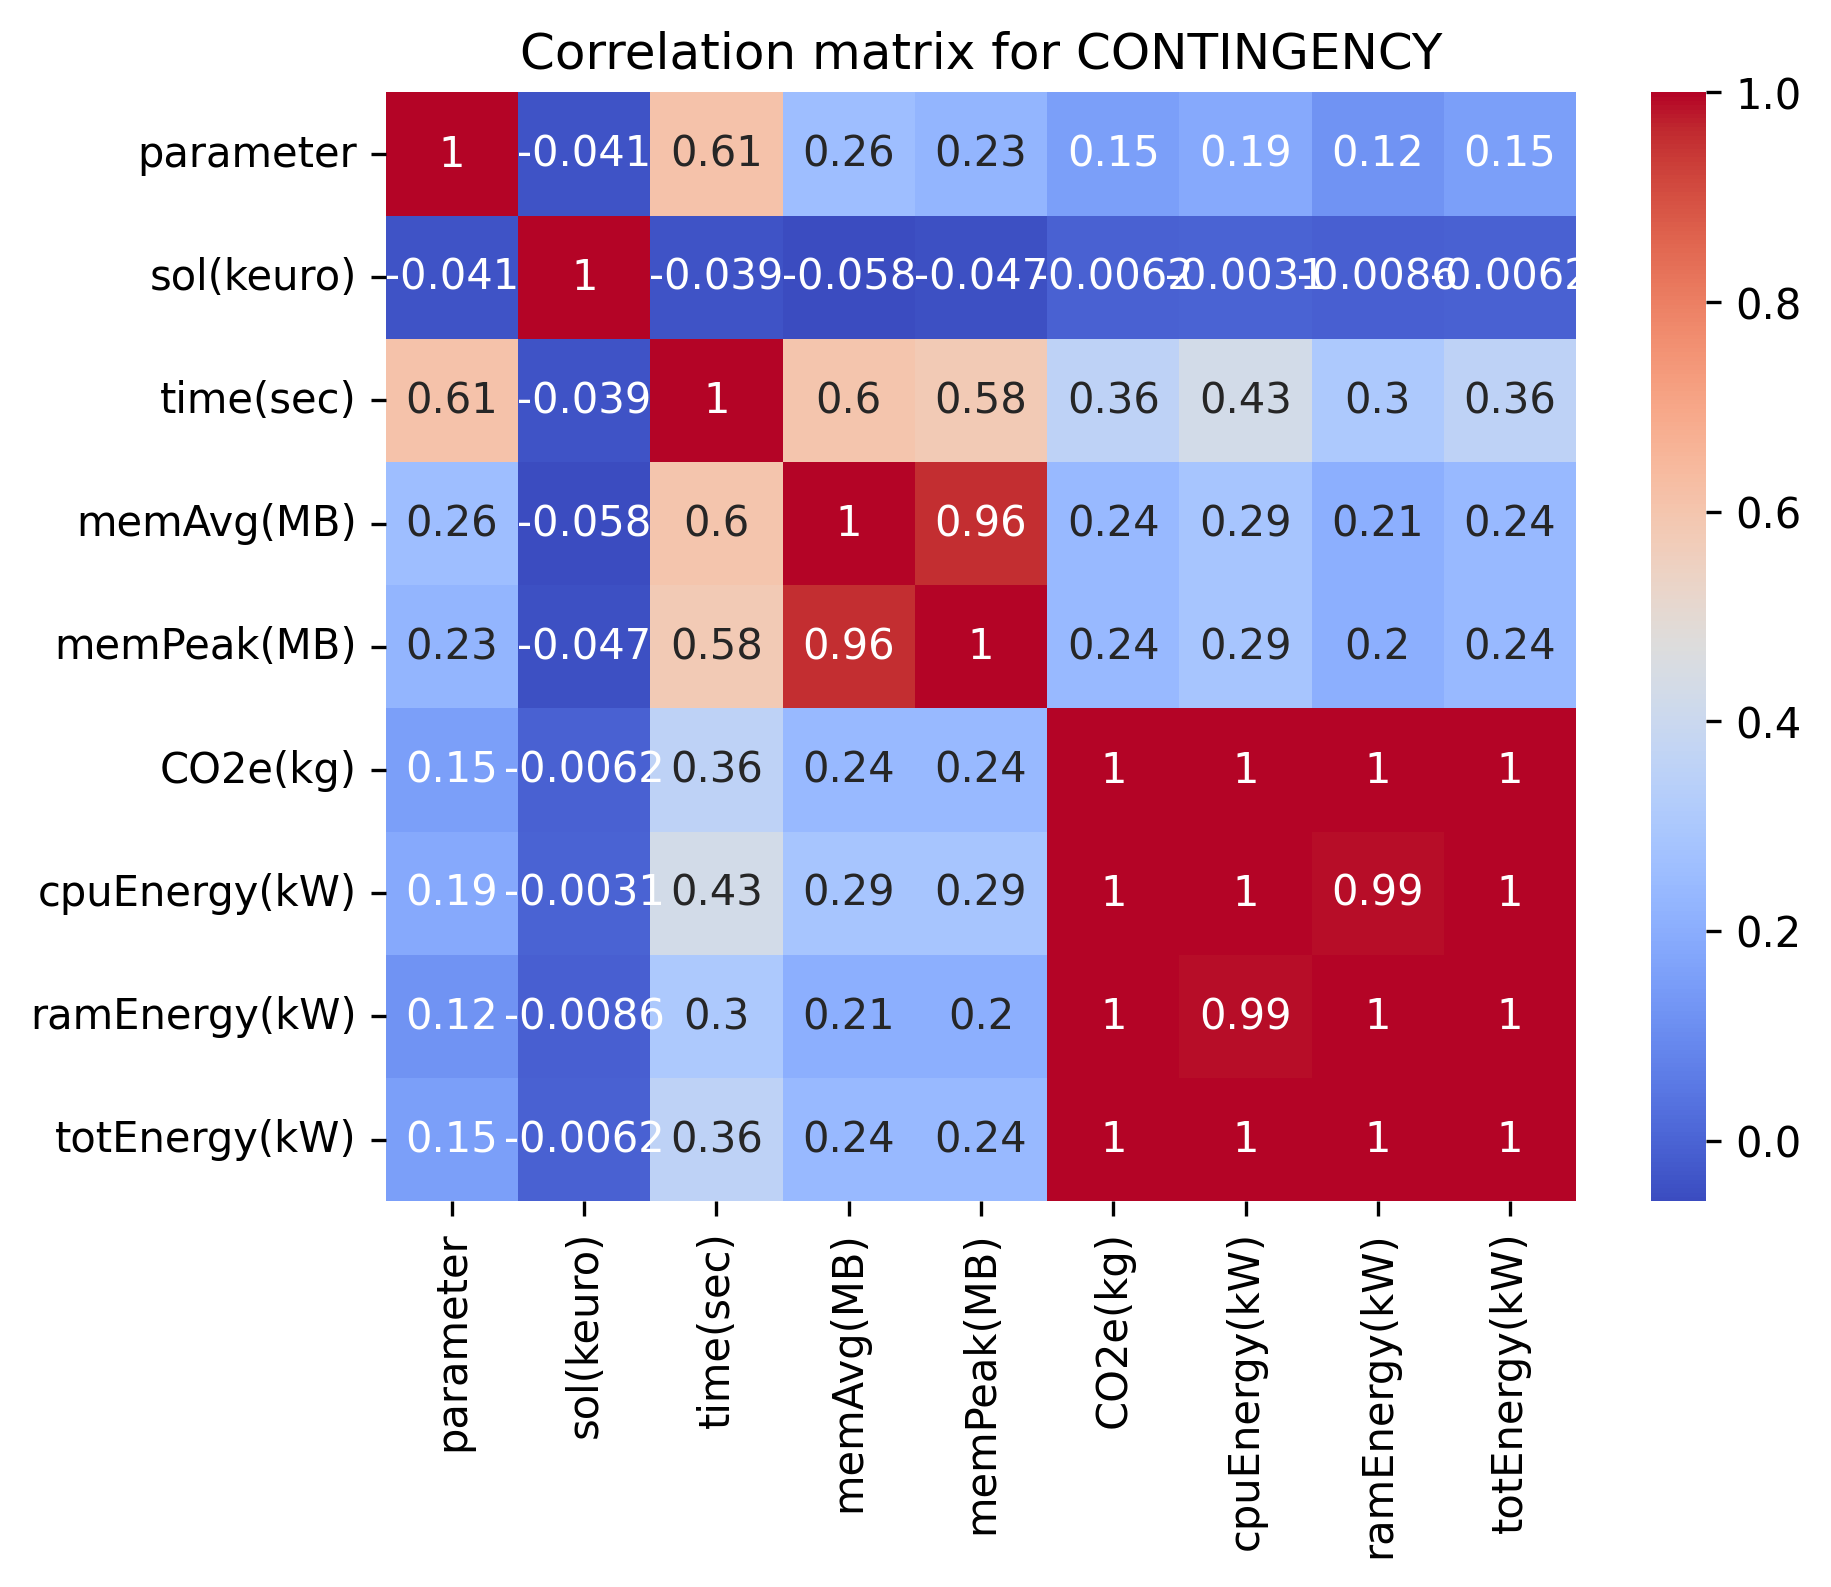 Correlation matrix for CONTINGENCY
parameter 1 -0.041 0.61 0.26 0.23 0.15 0.19 0.12 0.15
sol(keuro) -0.041 1 -0.039 -0.058 -0.047 -0.0062 -0.0031 -0.0086 -0.0062
time(sec) 0.61 -0.039 1 0.6 0.58 0.36 0.43 0.3 0.36
memAvg(MB) 0.26 -0.058 0.6 1 0.96 0.24 0.29 0.21 0.24
memPeak(MB) 0.23 -0.047 0.58 0.96 1 0.24 0.29 0.2 0.24
CO2e(kg) 0.15 -0.0062 0.36 0.24 0.24 1 1 1 1
cpuEnergy(kW) 0.19 -0.0031 0.43 0.29 0.29 1 1 0.99 1
ramEnergy(kW) 0.12 -0.0086 0.3 0.21 0.2 1 0.99 1 1
totEnergy(kW) 0.15 -0.0062 0.36 0.24 0.24 1 1 1 1
parameter
sol(keuro)
time(sec)
memAvg(MB)
memPeak(MB)
CO2e(kg)
cpuEnergy(kW)
ramEnergy(kW)
totEnergy(kW)
1.0
0.8
0.6
0.4
0.2
0.0